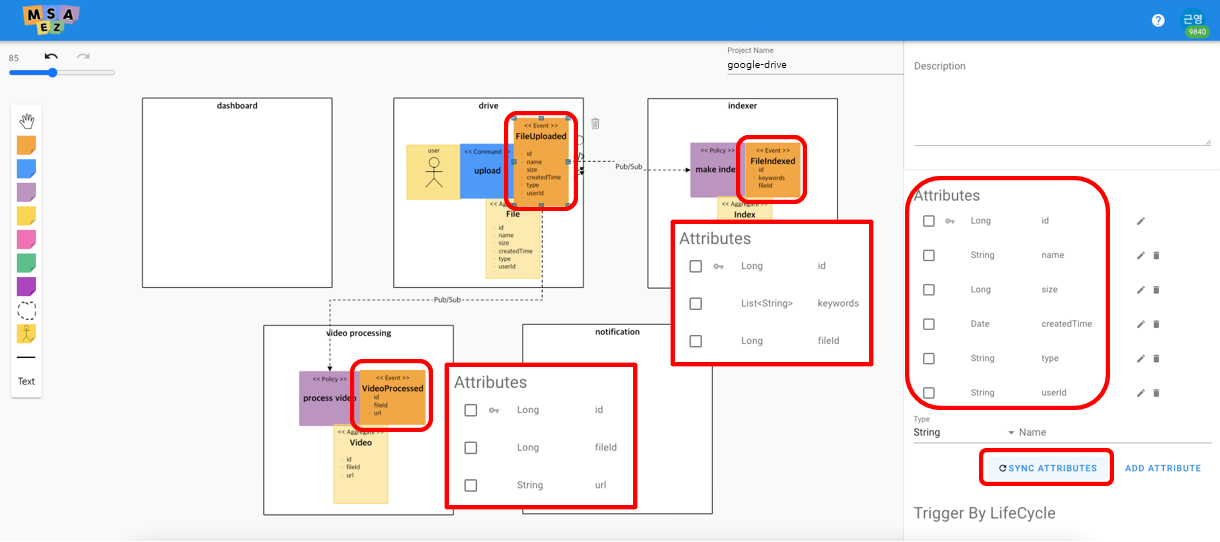 MSA
EZ
?
근영
9840
85
Project Name
google-drive
Description
dashboard
drive
indexer
<< Event >>
FileUploaded
id
name
size
createdTime
type
userId
user
<< Command
upload
<< Ag
File
id
name
size
createdTime
type
userId
Pub/Sub
<< Policy >>
make inde
<< Event >>
FileIndexed
id
keywords
fileId
<< Aggregate >>
Index
Attributes
Long id
List<String> keywords
Long fileId
Attributes
Long id
String name
Long size
Date createdTime
String type
String userId
Type
String
Name
SYNC ATTRIBUTES
ADD ATTRIBUTE
Trigger By LifeCycle
Pub/Sub
video processing
notification
<< Policy >>
process video
<< Event >>
VideoProcessed
id
fileId
url
<< Aggregate >>
Video
id
fileId
url
Attributes
Long id
Long fileId
String url
Text